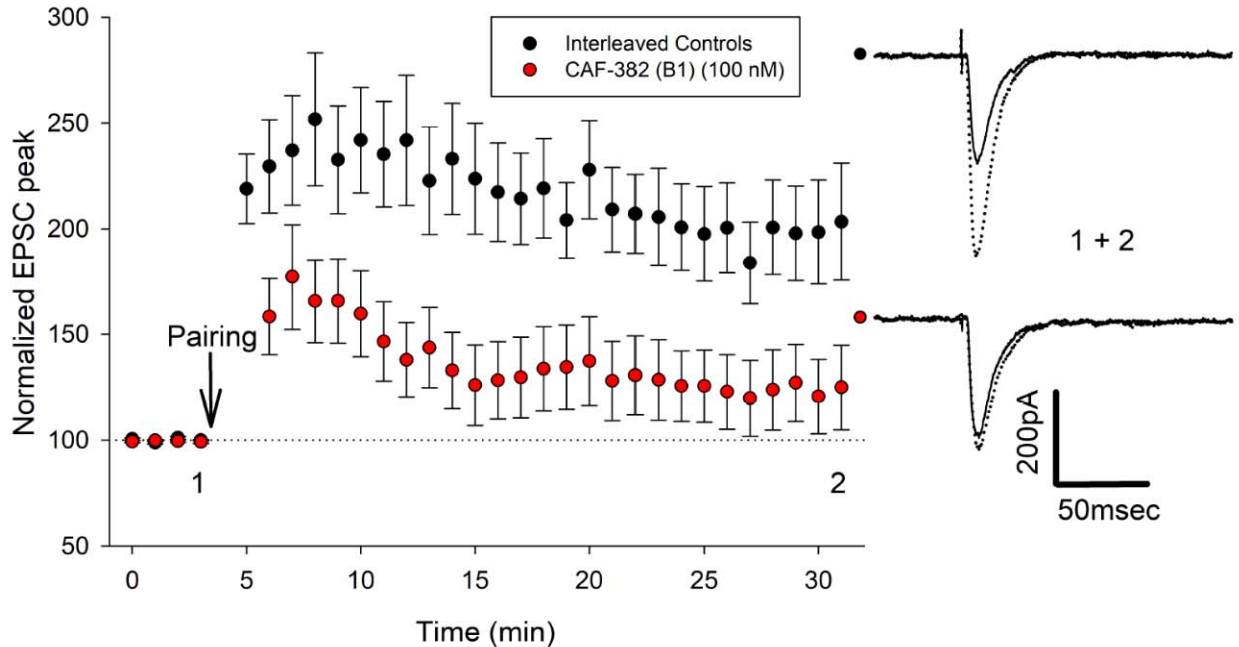 300
250
200
150
100
50
Normalized EPSC peak
Interleaved Controls
CAF-382 (B1) (100 nM)
Pairing
1
2
0
5
10
15
20
25
30
Time (min)
1 + 2
200pA
50msec